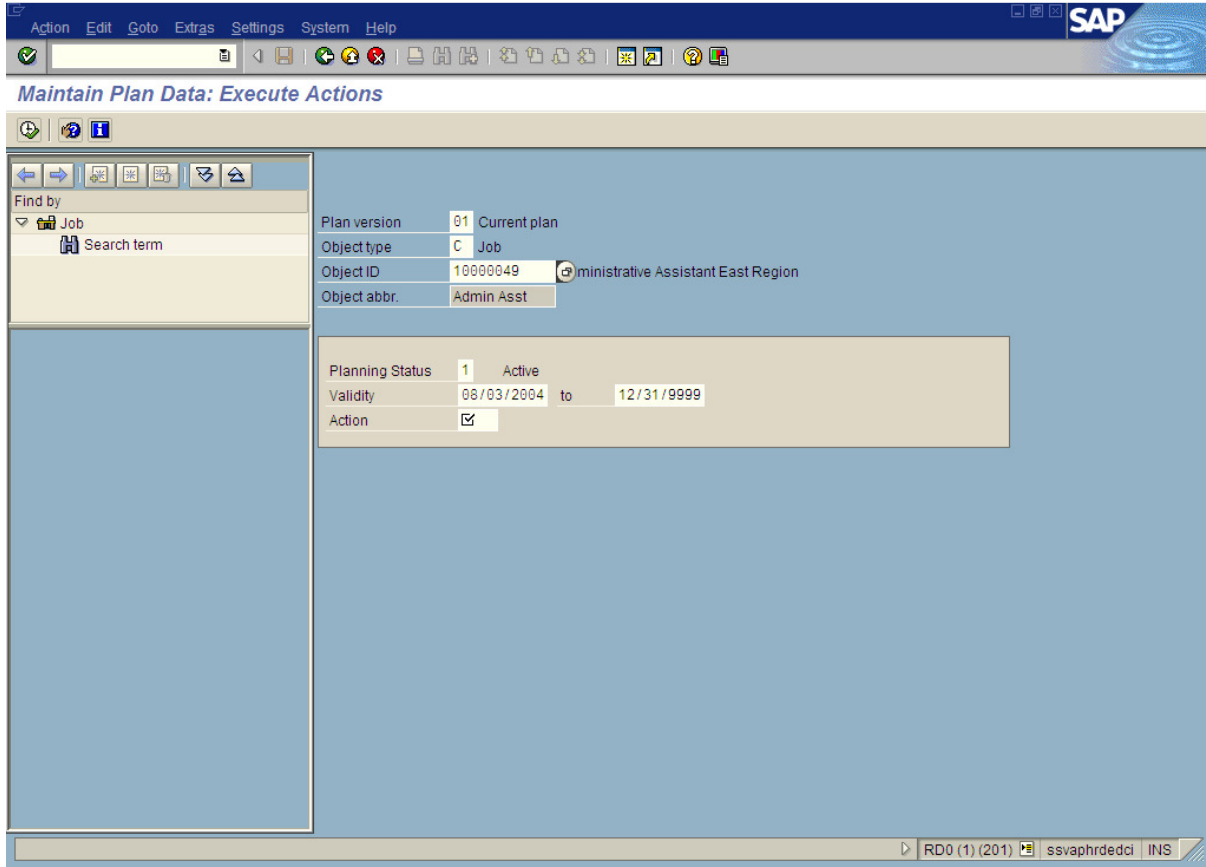 Action Edit Goto Extras Settings System Help
SAP
Maintain Plan Data: Execute Actions
Find by
Job
Search term
Plan version 01 Current plan
Object type C Job
Object ID 10000049 ministrative Assistant East Region
Object abbr. Admin Asst
Planning Status 1 Active
Validity 08/03/2004 to 12/31/9999
Action
RD0 (1) (201) ssvaphrdedci INS